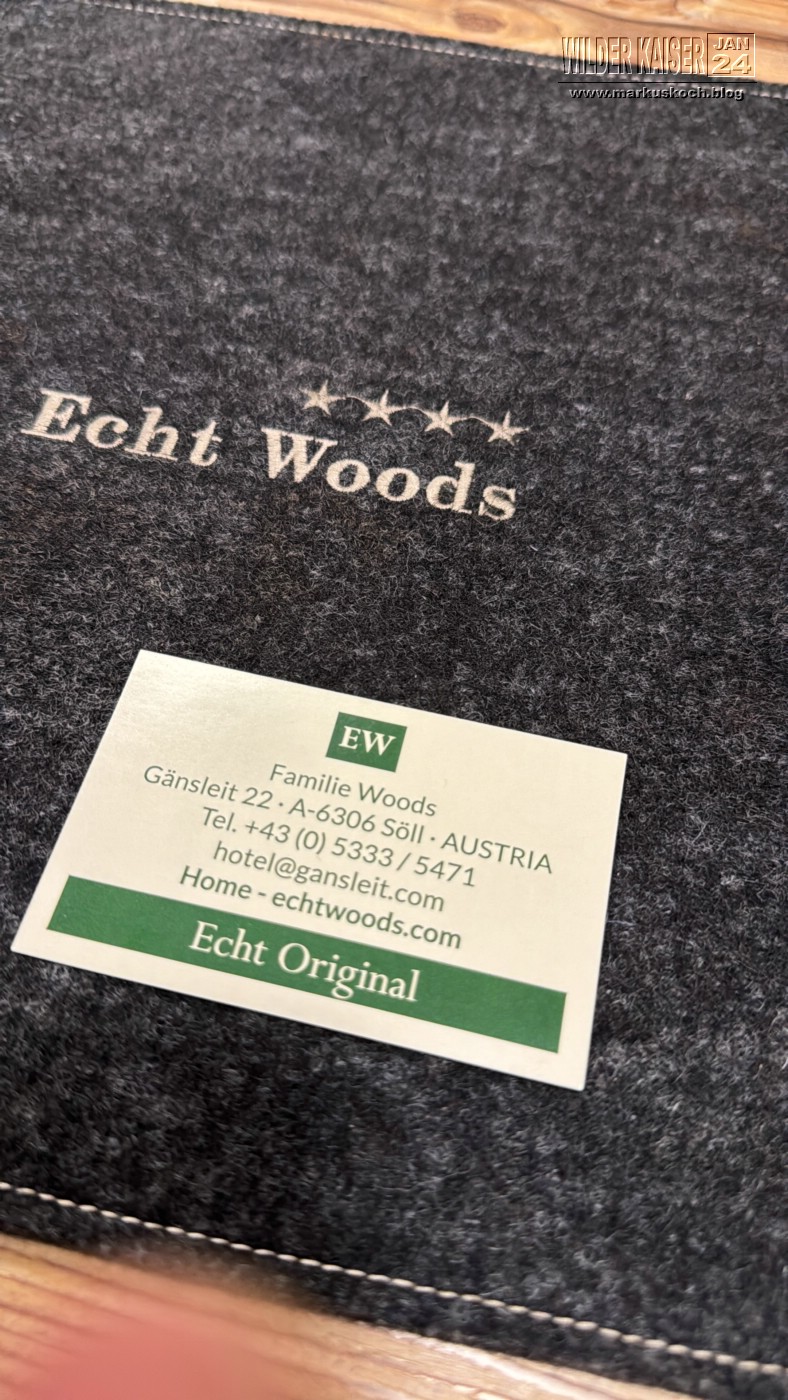 WILDER KAISER JAN 24
www.markuskoch.blog
Echt Woods
EW
Familie Woods
Gänsleit 22 · A-6306 Söll · AUSTRIA
Tel. +43 (0) 5333 / 5471
hotel@gansleit.com
Home - echtwoods.com
Echt Original